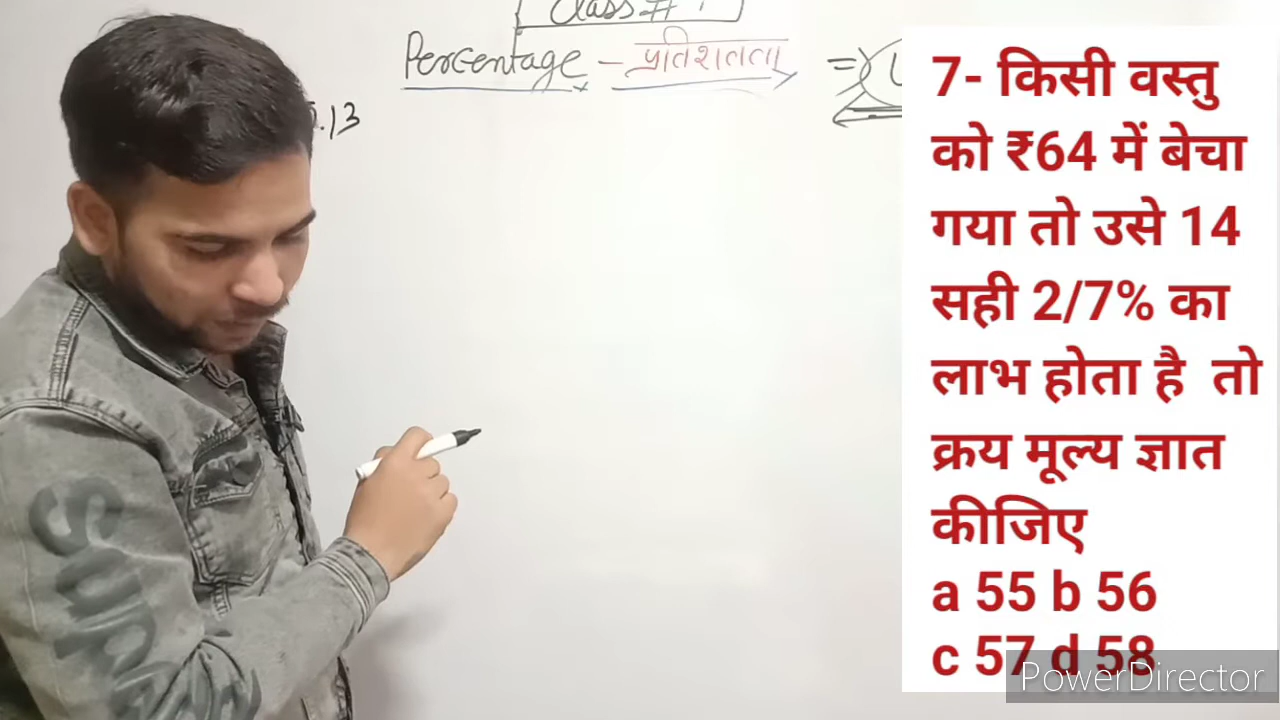 Class # 1
Percentage - प्रतिशतता =)
.13
7- किसी वस्तु
को ₹64 में बेचा
गया तो उसे 14
सही 2/7% का
लाभ होता है तो
क्रय मूल्य ज्ञात
कीजिए
a 55 b 56
c 57 d 58
PowerDirector